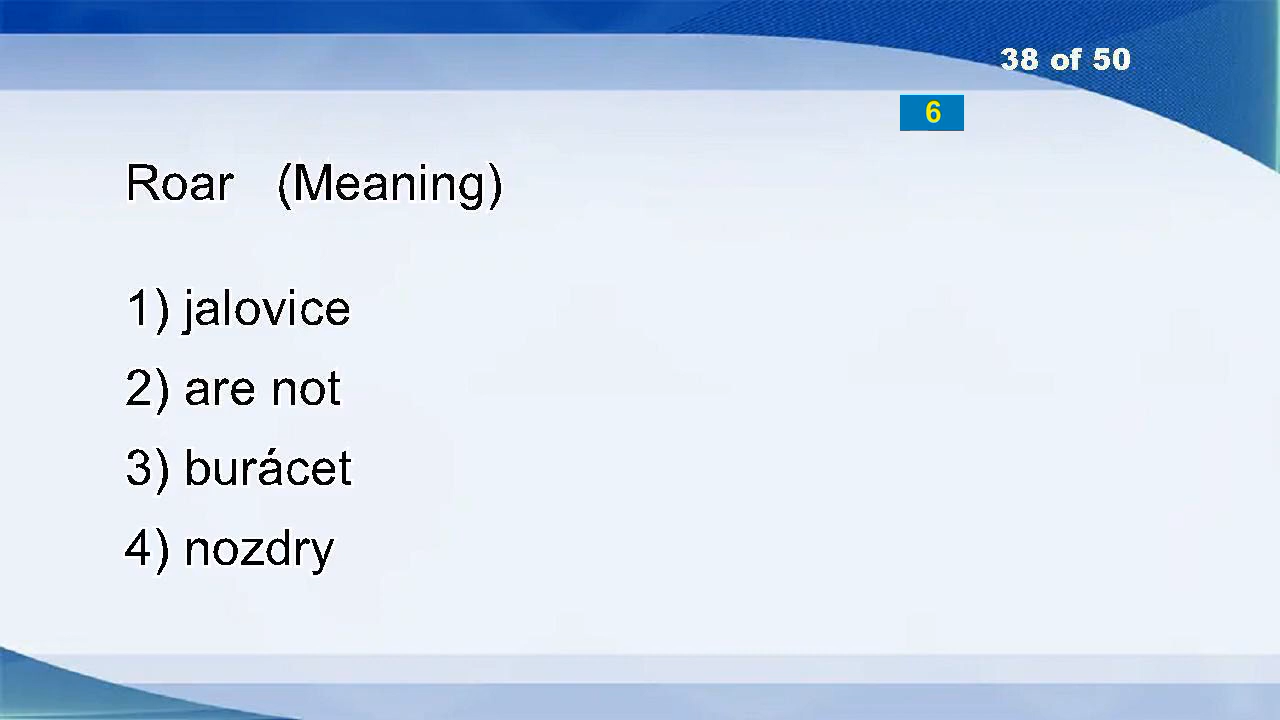 38 of 50
6
Roar (Meaning)
1) jalovice
2) are not
3) burácet
4) nozdry